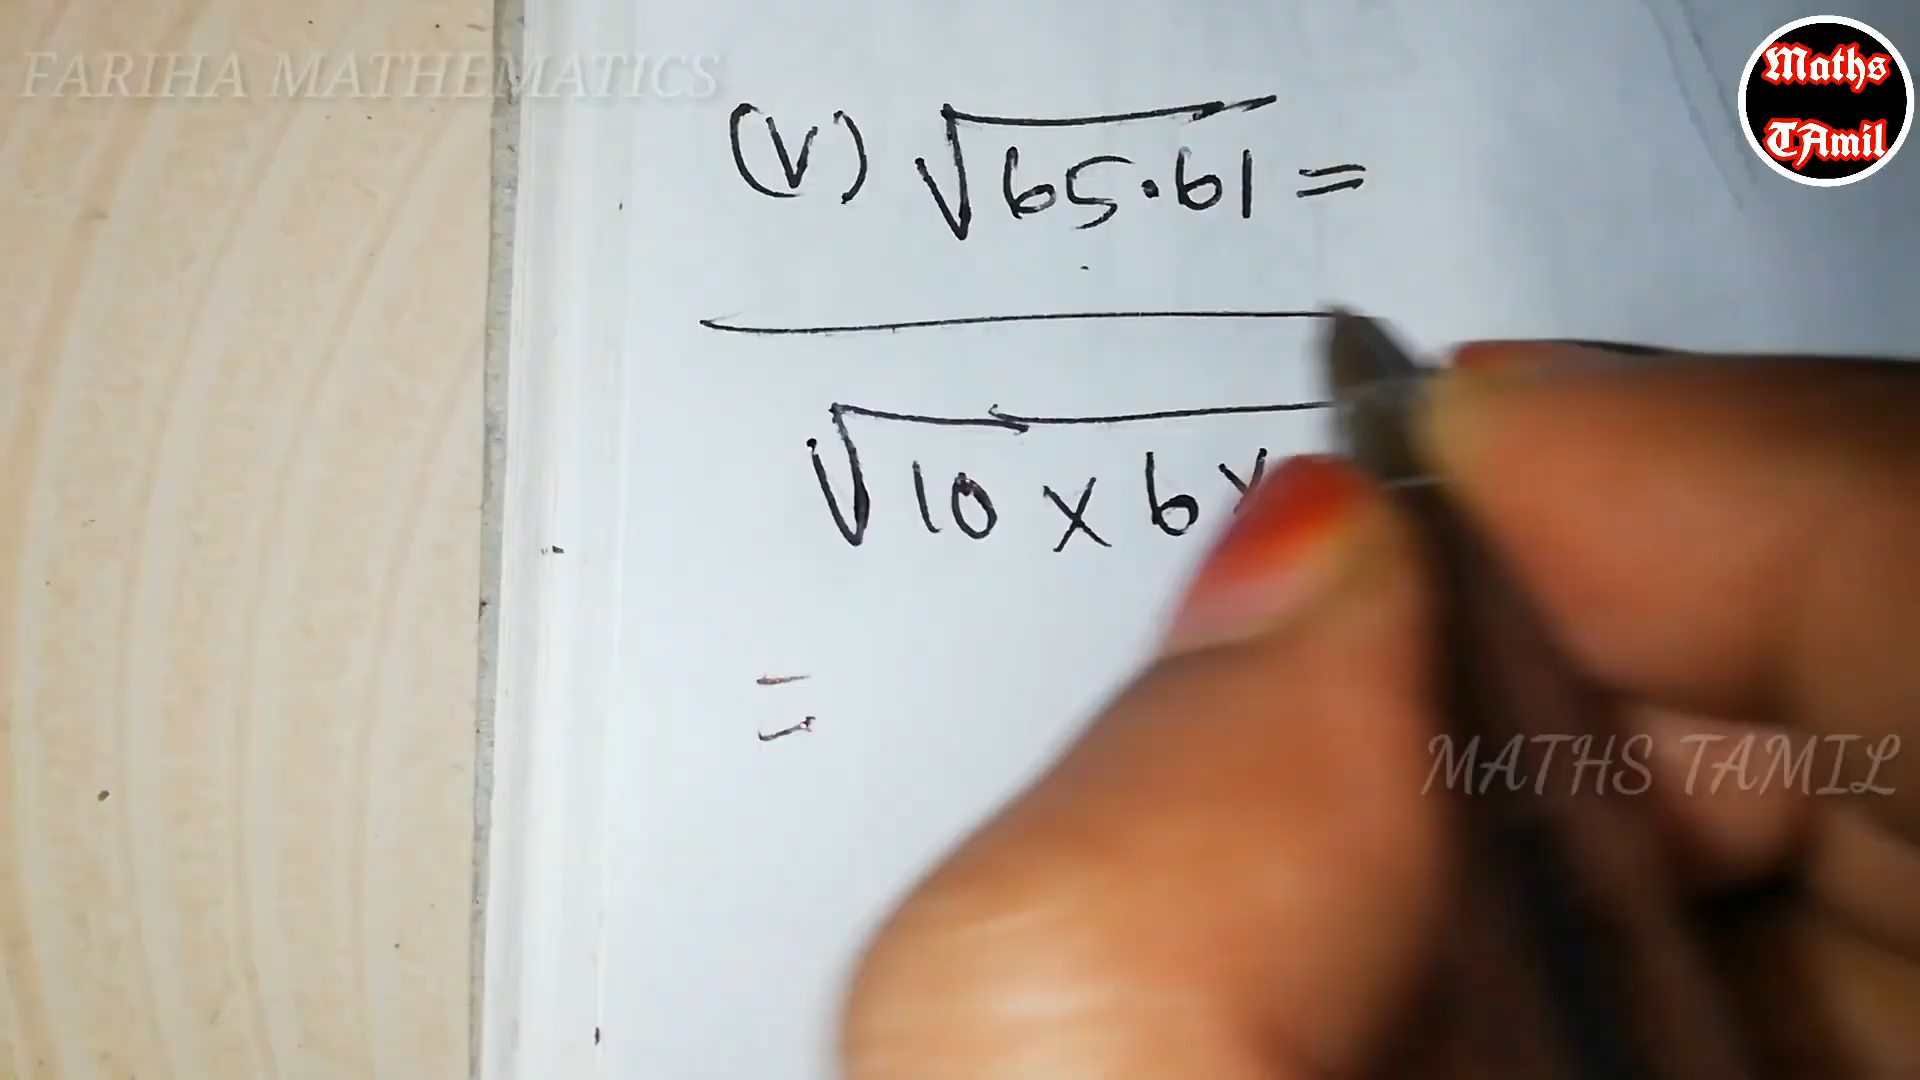 FARIHA MATHEMATICS
Maths
TAmil
(V) √65.61 =
√10 × 6 ×
=
MATHS TAMIL